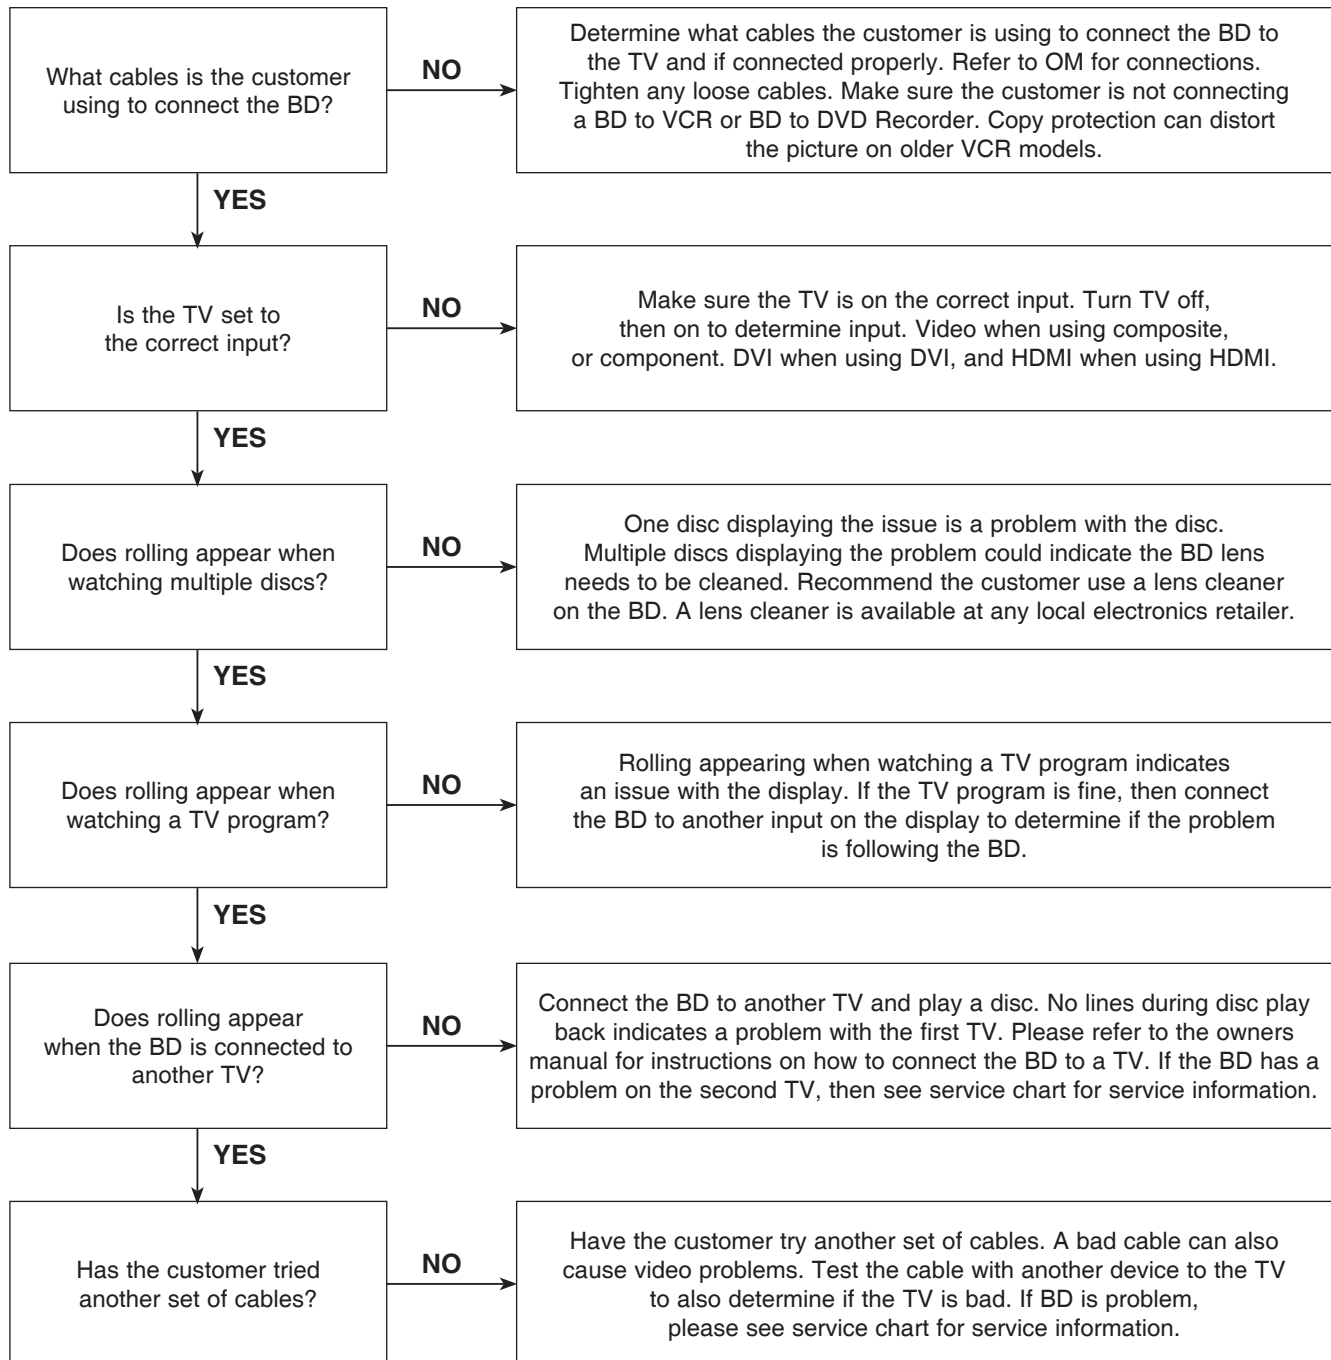 What cables is the customer
using to connect the BD?
NO
Determine what cables the customer is using to connect the BD to
the TV and if connected properly. Refer to OM for connections.
Tighten any loose cables. Make sure the customer is not connecting
a BD to VCR or BD to DVD Recorder. Copy protection can distort
the picture on older VCR models.
YES
Is the TV set to
the correct input?
NO
Make sure the TV is on the correct input. Turn TV off,
then on to determine input. Video when using composite,
or component. DVI when using DVI, and HDMI when using HDMI.
YES
Does rolling appear when
watching multiple discs?
NO
One disc displaying the issue is a problem with the disc.
Multiple discs displaying the problem could indicate the BD lens
needs to be cleaned. Recommend the customer use a lens cleaner
on the BD. A lens cleaner is available at any local electronics retailer.
YES
Does rolling appear when
watching a TV program?
NO
Rolling appearing when watching a TV program indicates
an issue with the display. If the TV program is fine, then connect
the BD to another input on the display to determine if the problem
is following the BD.
YES
Does rolling appear
when the BD is connected to
another TV?
NO
Connect the BD to another TV and play a disc. No lines during disc play
back indicates a problem with the first TV. Please refer to the owners
manual for instructions on how to connect the BD to a TV. If the BD has a
problem on the second TV, then see service chart for service information.
YES
Has the customer tried
another set of cables?
NO
Have the customer try another set of cables. A bad cable can also
cause video problems. Test the cable with another device to the TV
to also determine if the TV is bad. If BD is problem,
please see service chart for service information.